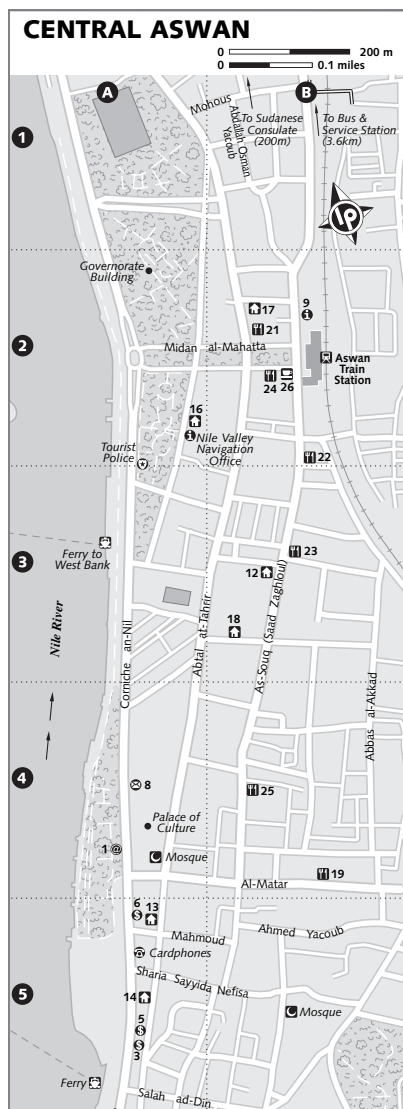 CENTRAL ASWAN
0 200 m
0 0.1 miles
A
B
1
Mohous
Abdallah Osman
Yacoub
To Sudanese
Consulate
(200m)
To Bus &
Service Station
(3.6km)
lp
Governorate
Building
17
9
21
2
Midan al-Mahatta
Aswan
Train
Station
24
26
16
Nile Valley
Navigation
Office
Tourist
Police
22
3
Ferry to
West Bank
23
12
18
Nile River
Corniche an-Nil
Abtal at-Tahrir
As-Souq (Saad Zaghloul)
Abbas al-Akkad
4
8
25
Palace of
Culture
1 @
Mosque
19
Al-Matar
6
$
13
Mahmoud
Ahmed Yacoub
Cardphones
Sharia Sayyida Nefisa
5
14
Mosque
5
$
$
3
Ferry
Salah ad-Din